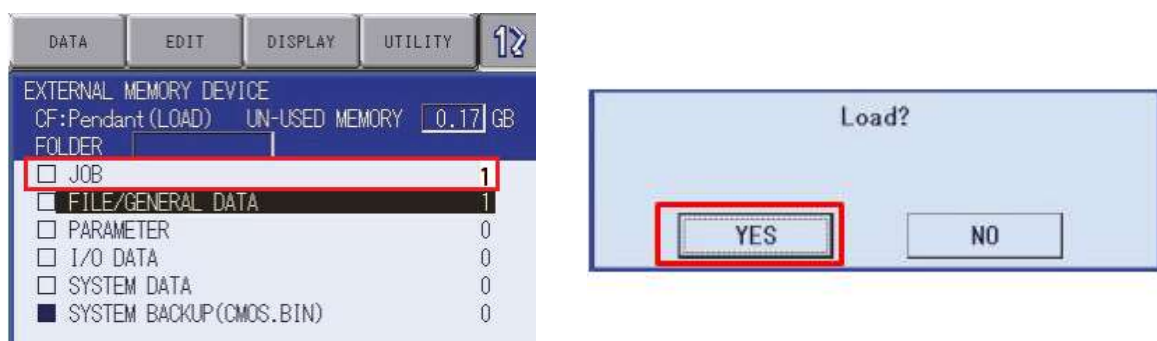 DATA EDIT DISPLAY UTILITY 12
EXTERNAL MEMORY DEVICE
CF:Pendant(LOAD) UN-USED MEMORY 0.17 GB
FOLDER
JOB 1
FILE/GENERAL DATA 1
PARAMETER 0
I/O DATA 0
SYSTEM DATA 0
SYSTEM BACKUP(CMOS.BIN) 0
Load?
YES NO